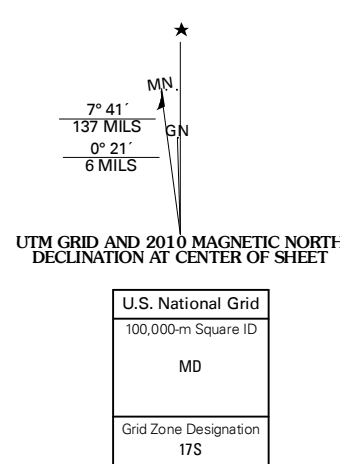 MN
7° 41´
137 MILS
GN
0° 21´
6 MILS
UTM GRID AND 2010 MAGNETIC NORTH
DECLINATION AT CENTER OF SHEET
U.S. National Grid
100,000-m Square ID
MD
Grid Zone Designation
17S